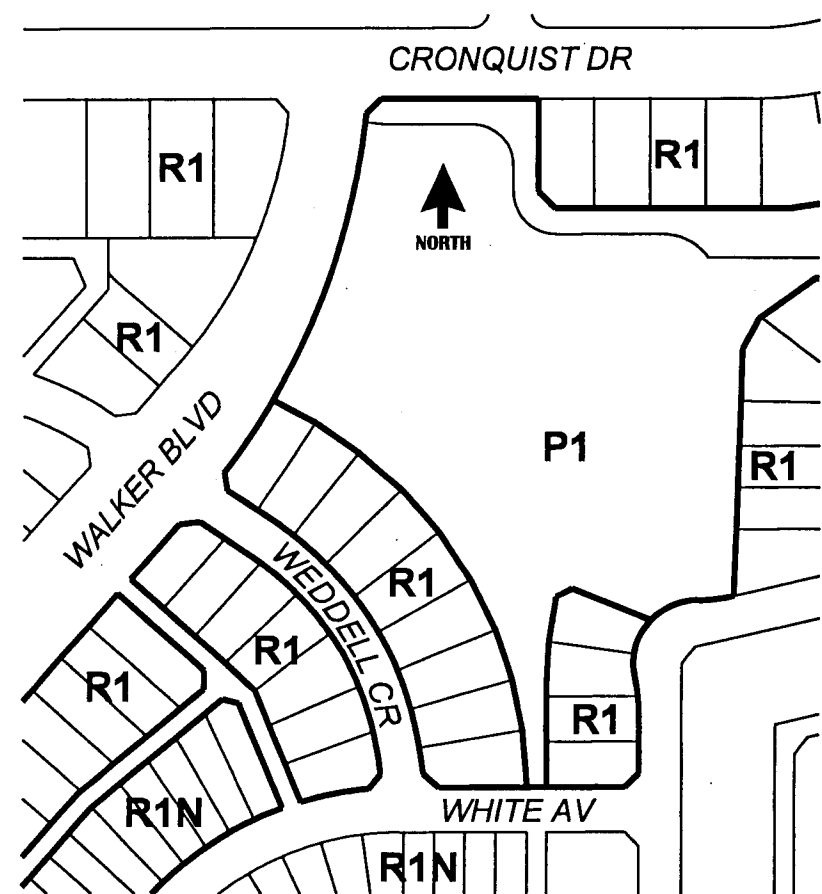 CRONQUIST DR
R1
R1
NORTH
R1
WALKER BLVD
P1
R1
WEDDELL CR
R1
R1
R1
R1
R1N
WHITE AV
R1N